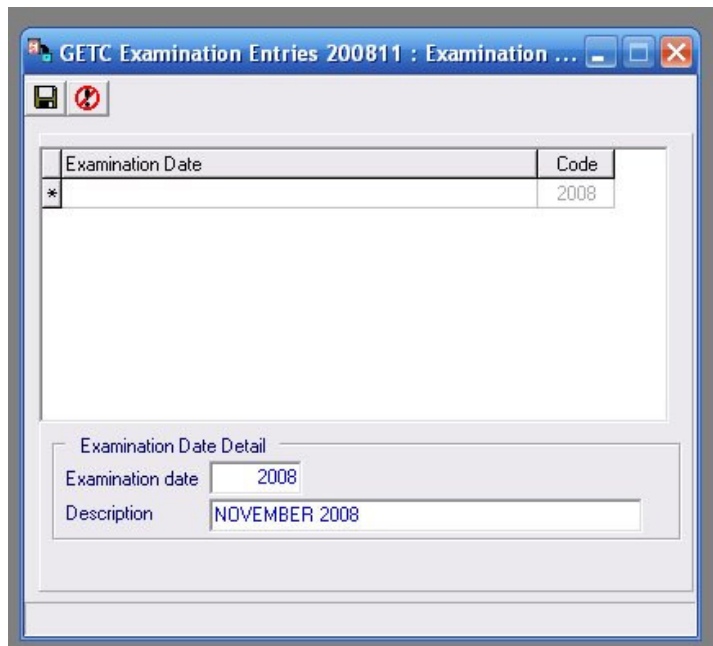 GETC Examination Entries 200811 : Examination ...
Examination Date Code
* 2008
Examination Date Detail
Examination date 2008
Description NOVEMBER 2008